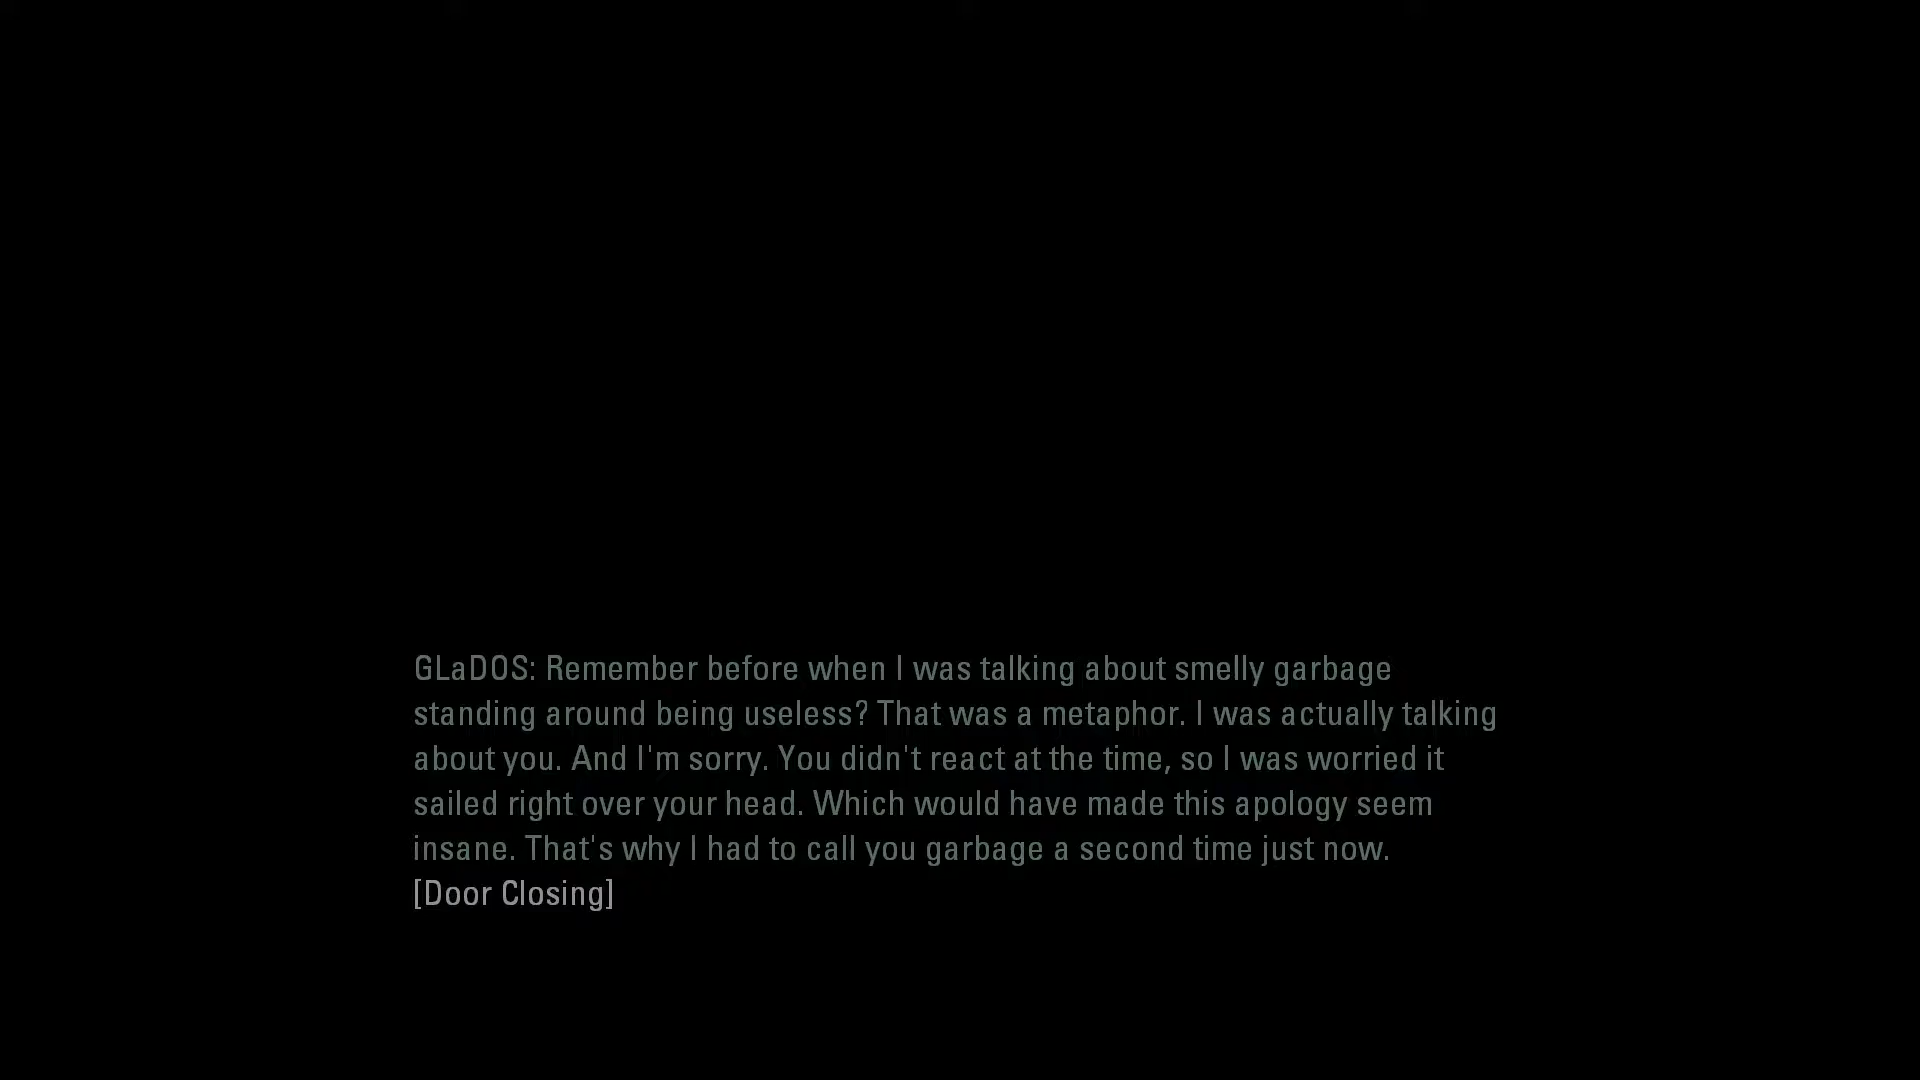 GLaDOS: Remember before when I was talking about smelly garbage
standing around being useless? That was a metaphor. I was actually talking
about you. And I'm sorry. You didn't react at the time, so I was worried it
sailed right over your head. Which would have made this apology seem
insane. That's why I had to call you garbage a second time just now.
[Door Closing]